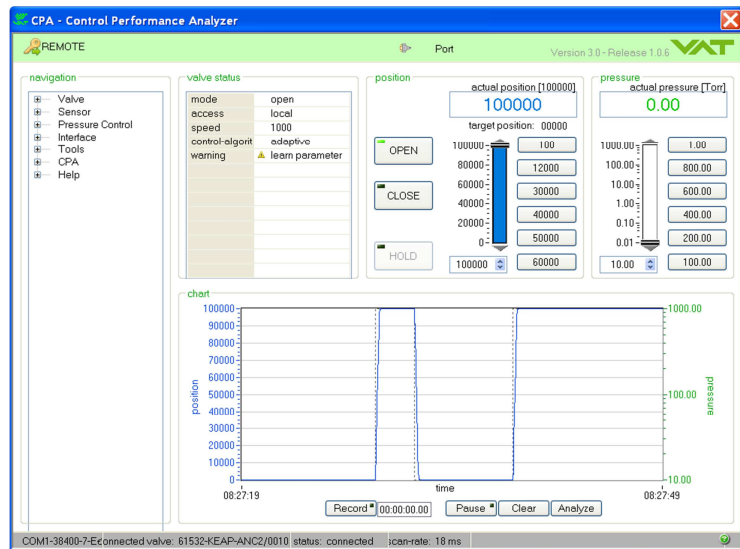 CPA - Control Performance Analyzer
REMOTE
Port
Version 3.0 - Release 1.0.6
VAT
navigation
Valve
Sensor
Pressure Control
Interface
Tools
CPA
Help
valve status
mode open
access local
speed 1000
control-algorit adaptive
warning learn parameter
position
actual position [100000]
100000
target position: 00000
OPEN
CLOSE
HOLD
100000
80000
60000
40000
20000
0
100000
100
12000
30000
40000
50000
60000
pressure
actual pressure [Torr]
0.00
1000.00
100.00
10.00
1.00
0.10
0.01
10.00
1.00
800.00
600.00
400.00
200.00
100.00
chart
position
100000
90000
80000
70000
60000
50000
40000
30000
20000
10000
0
1000.00
100.00
10.00
pressure
08:27:19
time
08:27:49
Record 00:00:00.00 Pause Clear Analyze
COM1-38400-7-E connected valve: 61532-KEAP-ANC2/0010 status: connected scan-rate: 18 ms